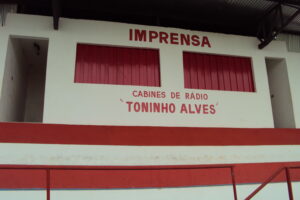 IMPRENSA
CABINES DE RÁDIO
"TONINHO ALVES"